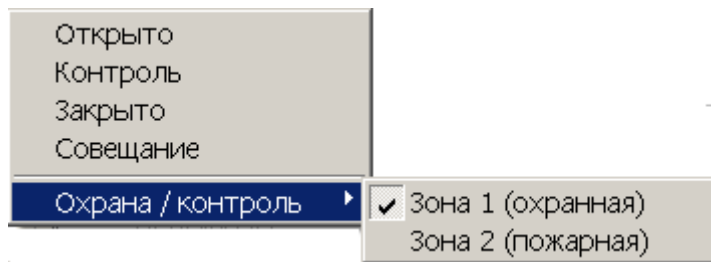 Открыто
Контроль
Закрыто
Совещание
Охрана / контроль
Зона 1 (охранная)
Зона 2 (пожарная)